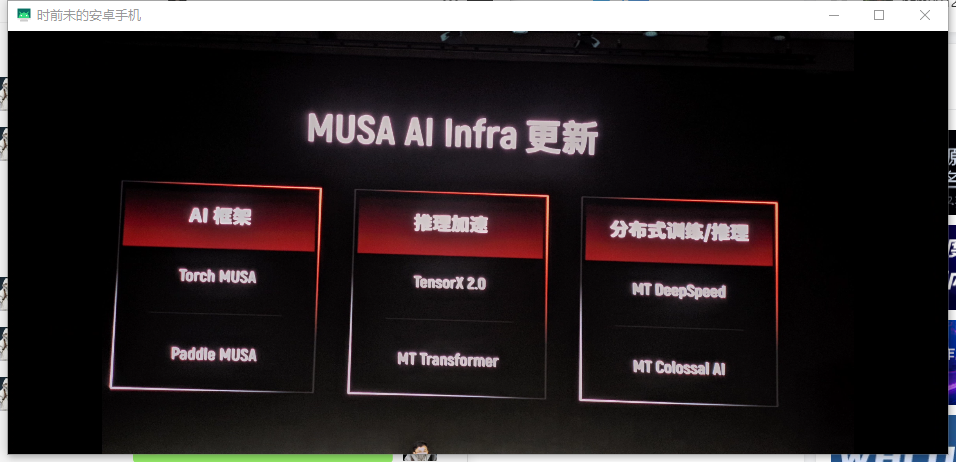 时前未的安卓手机
MUSA AI Infra 更新
AI 框架
Torch MUSA
Paddle MUSA
推理加速
TensorX 2.0
MT Transformer
分布式训练/推理
MT DeepSpeed
MT Colossal AI